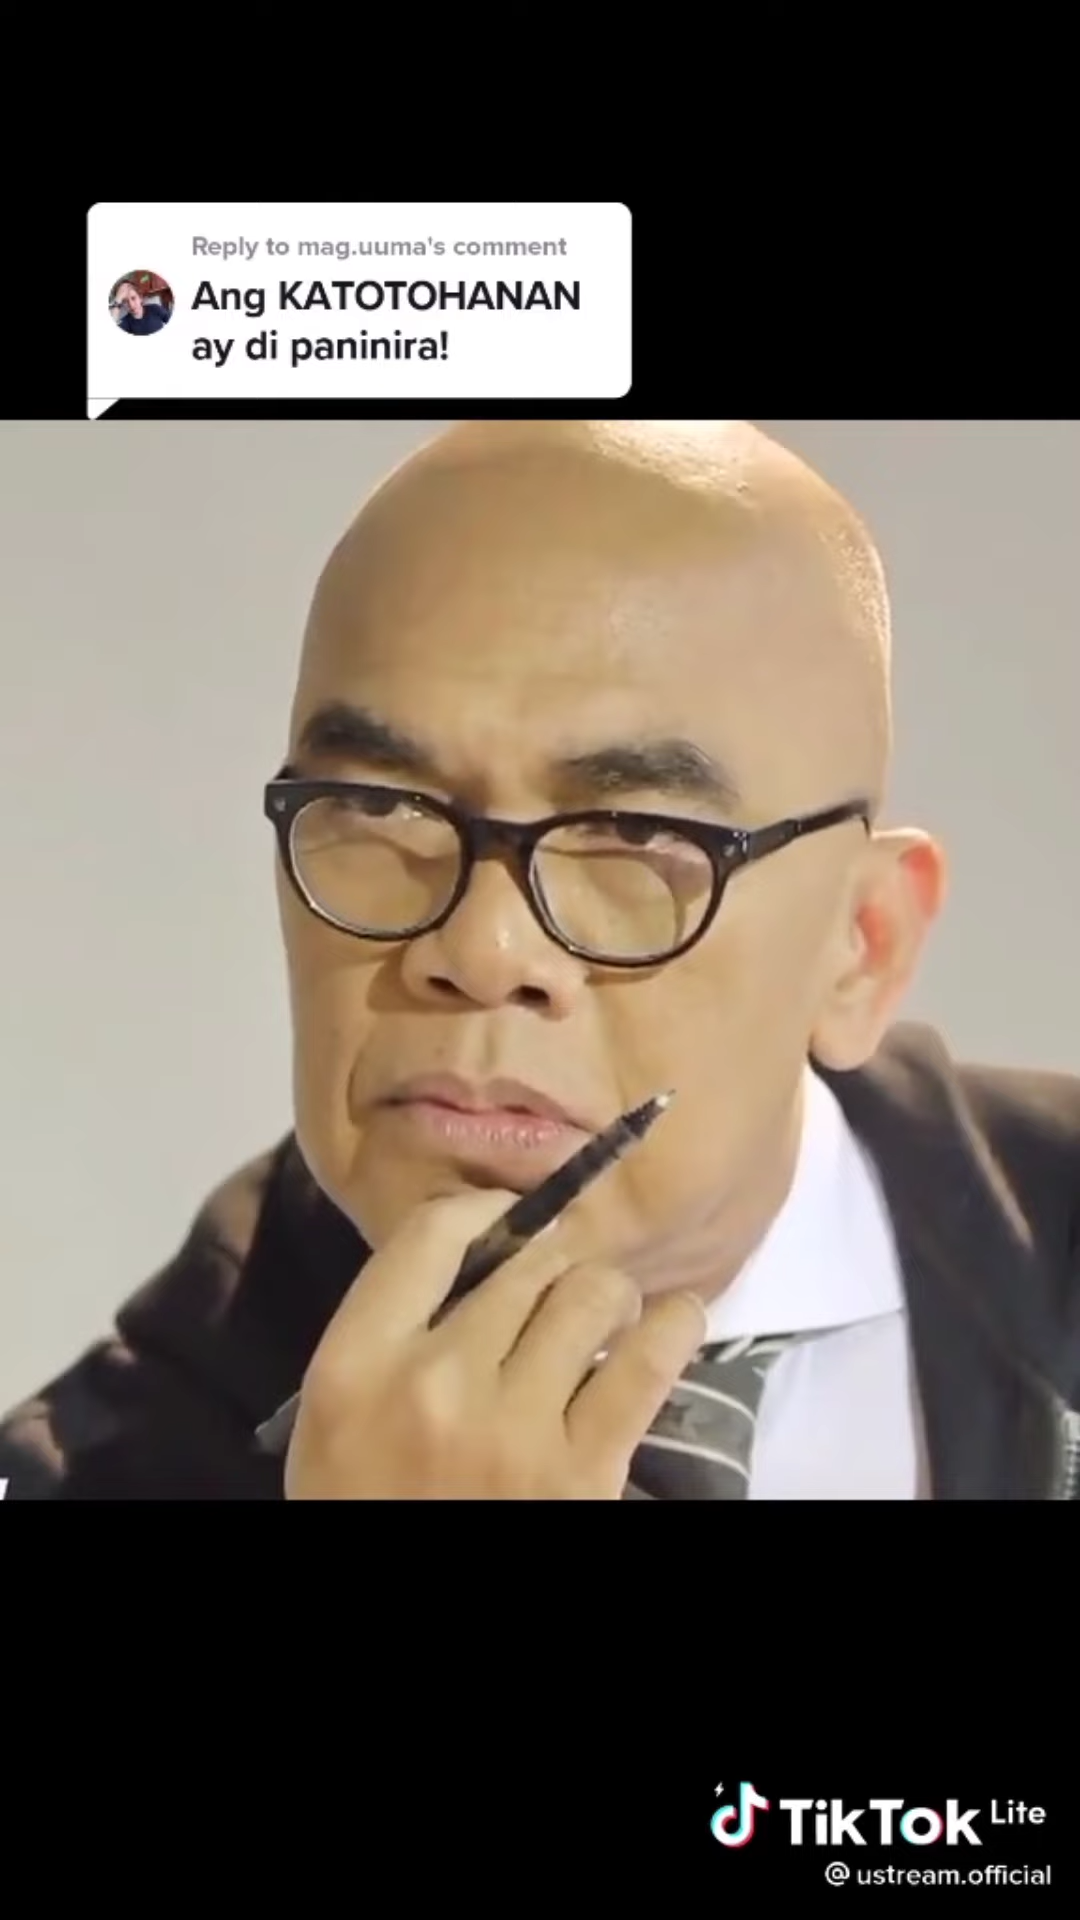 Reply to mag.uuma's comment
Ang KATOTOHANAN
ay di paninira!
TikTok Lite
@ ustream.official